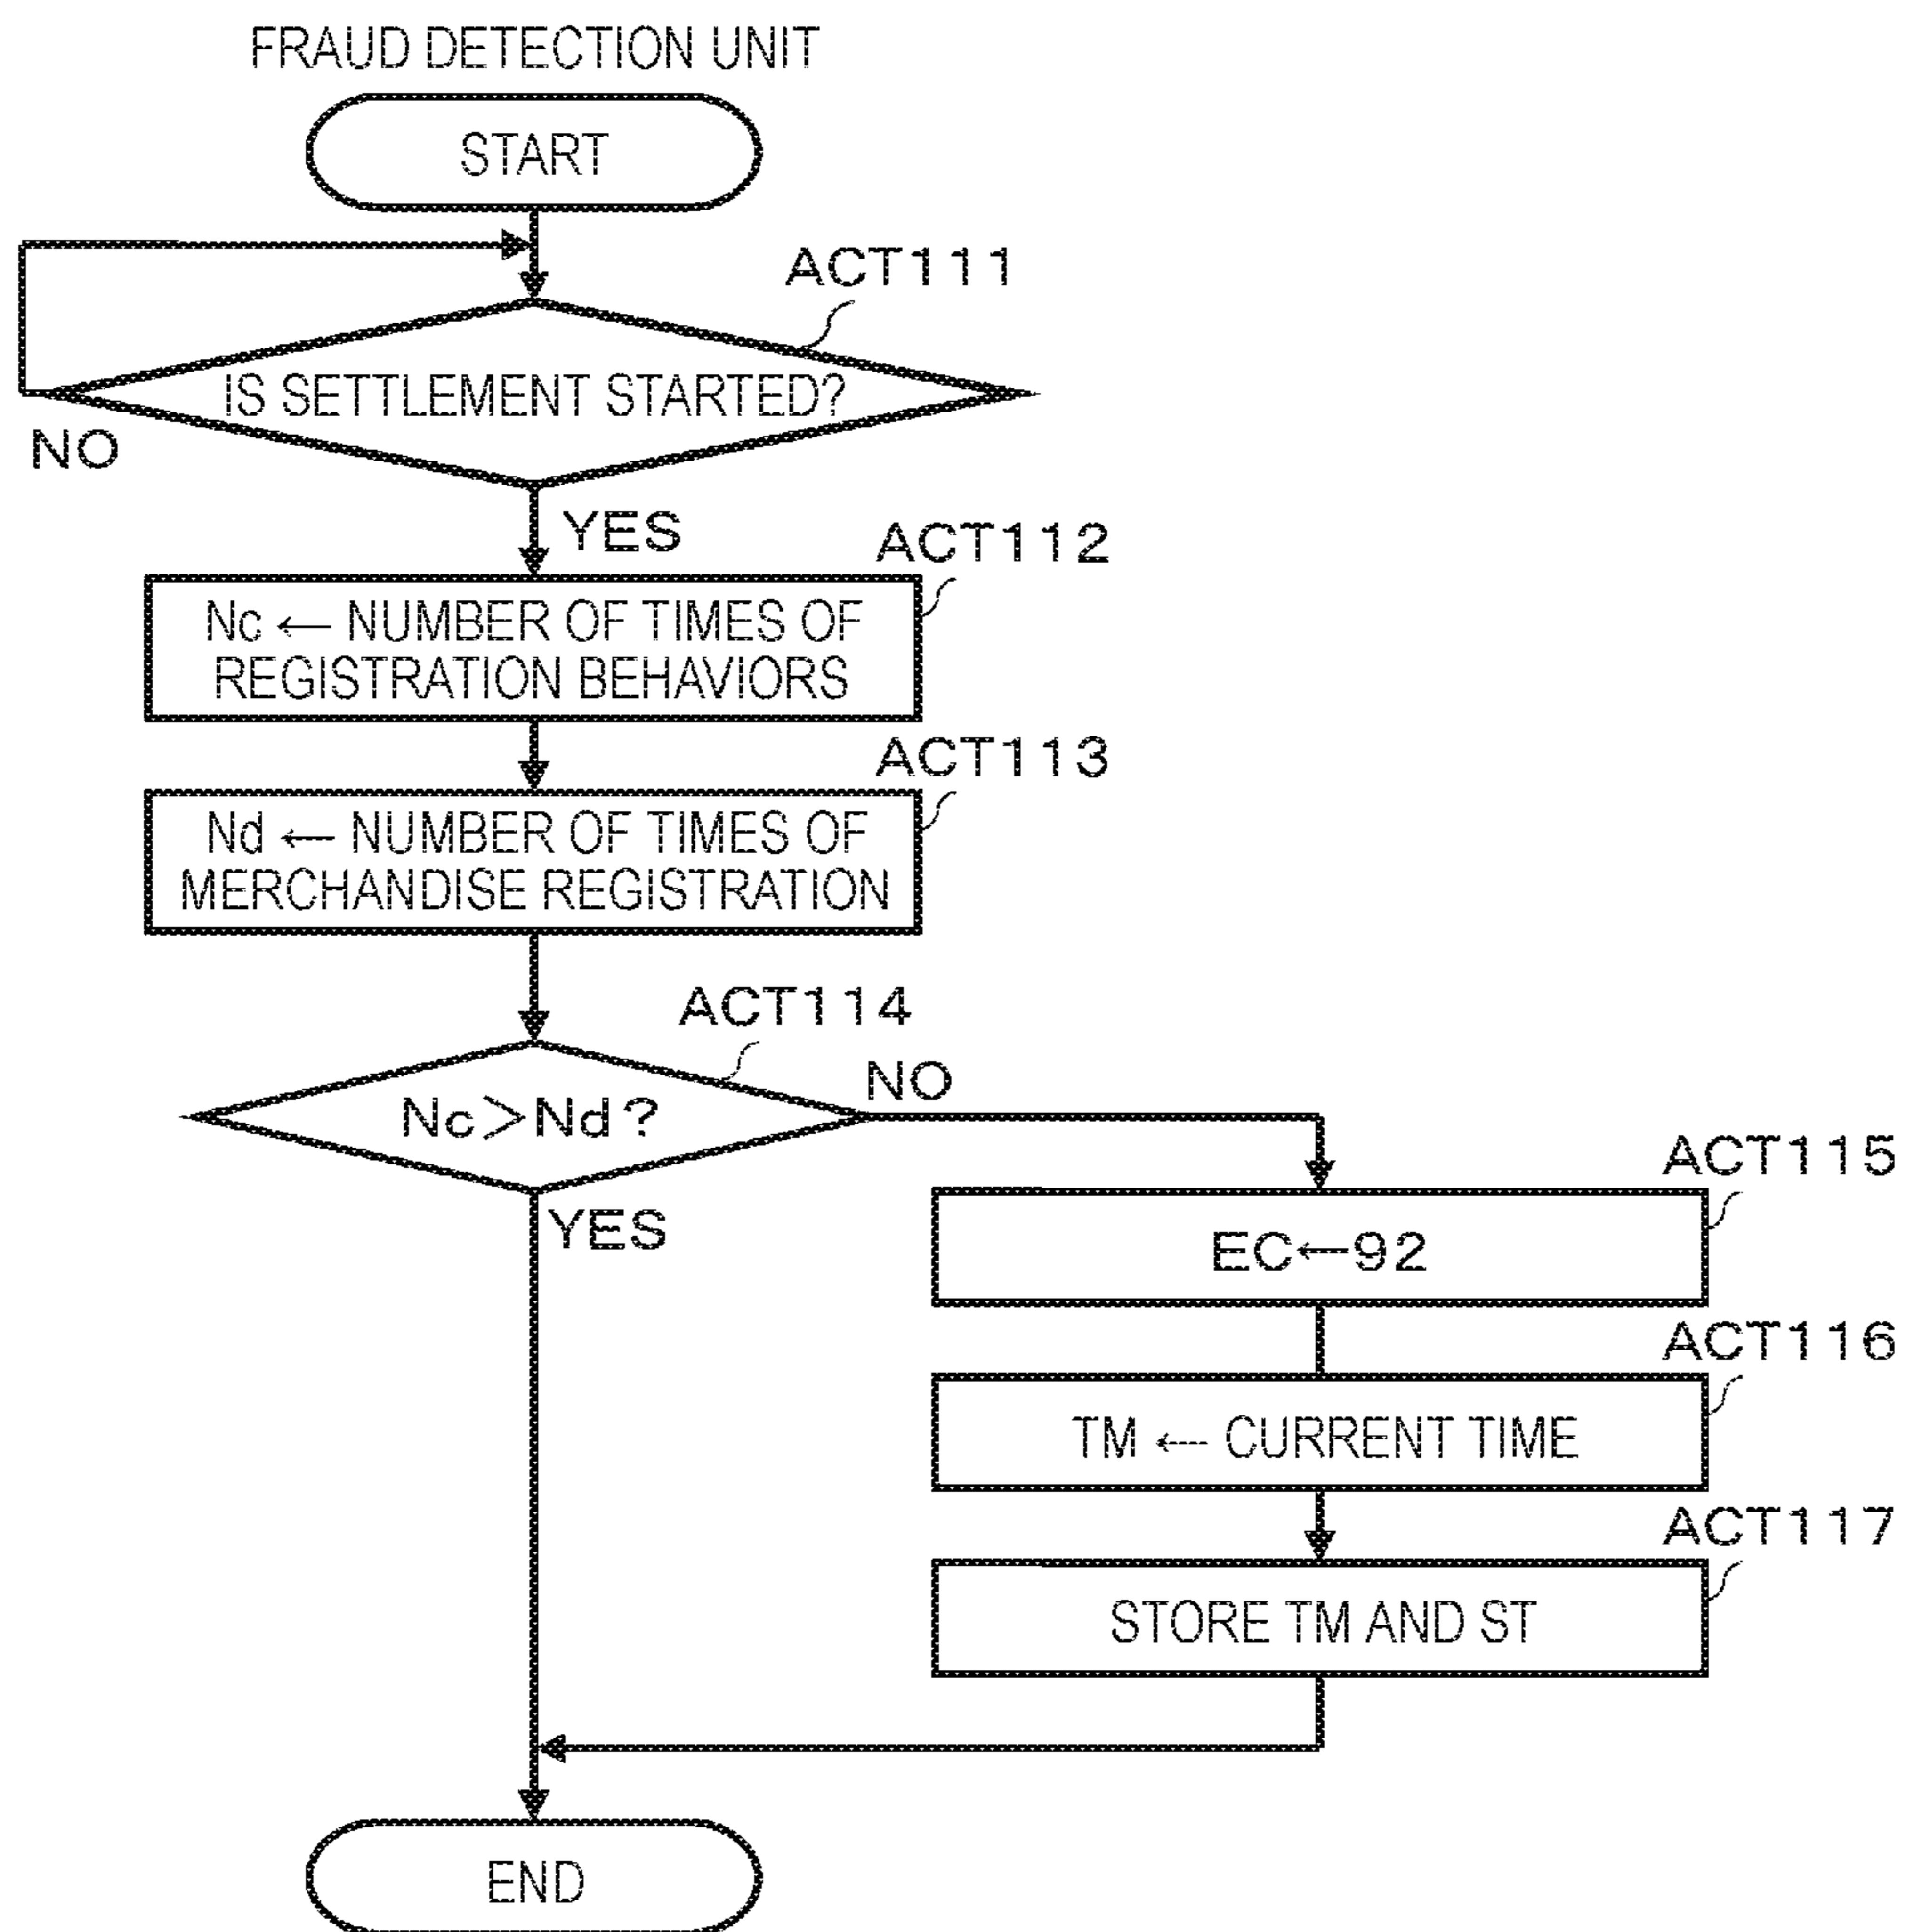 FRAUD DETECTION UNIT
START
ACT111
IS SETTLEMENT STARTED?
NO
YES
ACT112
Nc ← NUMBER OF TIMES OF
REGISTRATION BEHAVIORS
ACT113
Nd ← NUMBER OF TIMES OF
MERCHANDISE REGISTRATION
ACT114
Nc>Nd?
NO
YES
ACT115
EC←92
ACT116
TM ← CURRENT TIME
ACT117
STORE TM AND ST
END